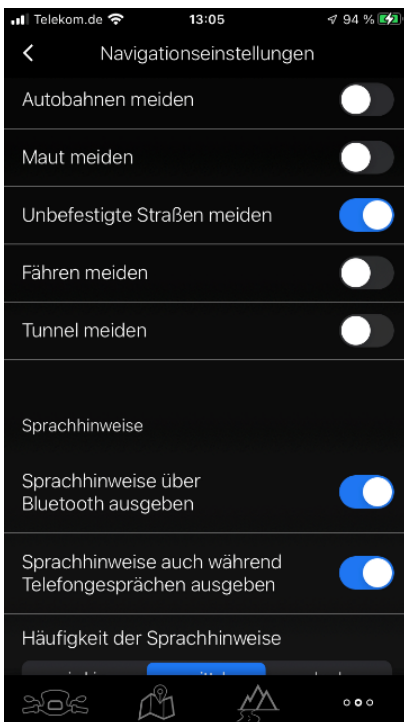 Telekom.de 13:05 94 %
Navigationseinstellungen
Autobahnen meiden
Maut meiden
Unbefestigte Straßen meiden
Fähren meiden
Tunnel meiden
Sprachhinweise
Sprachhinweise über
Bluetooth ausgeben
Sprachhinweise auch während
Telefongesprächen ausgeben
Häufigkeit der Sprachhinweise